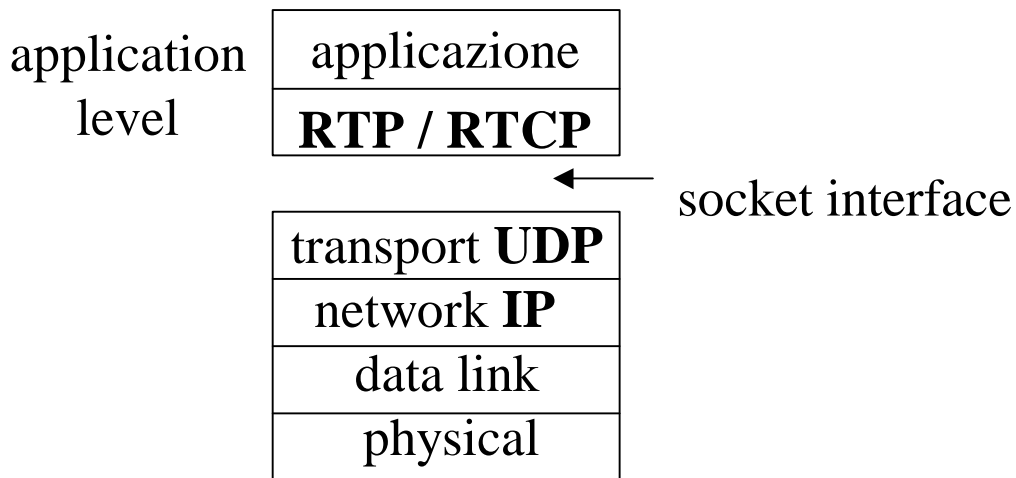 application
level
applicazione
RTP / RTCP
socket interface
transport UDP
network IP
data link
physical